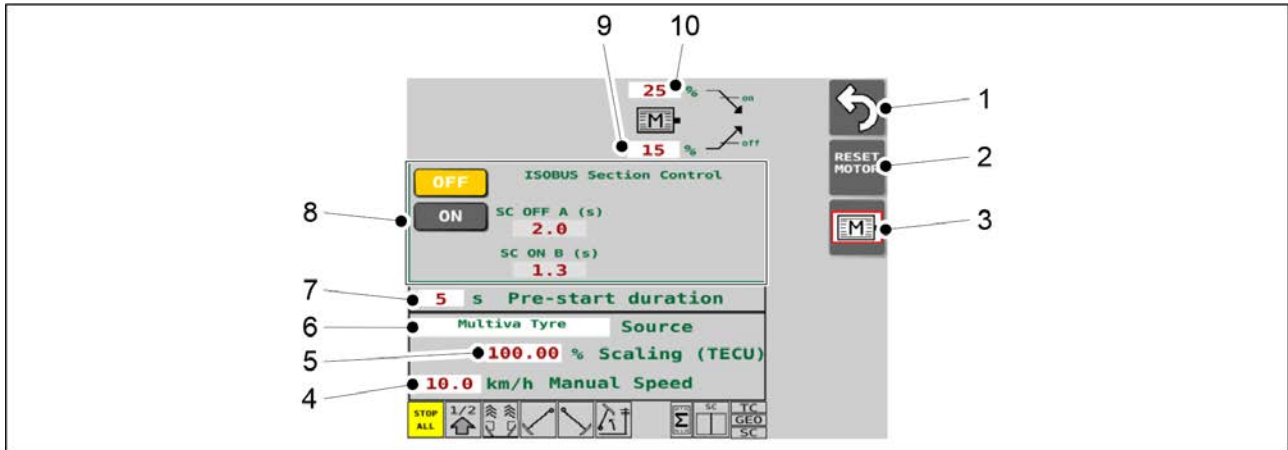 9 10
25 % on
M
15 % off
1
RESET
MOTOR
2
M
3
OFF ISOBUS Section Control
ON SC OFF A (s)
2.0
SC ON B (s)
1.3
8
7 5 s Pre-start duration
6 Multiva Tyre Source
5 100.00 % Scaling (TECU)
4 10.0 km/h Manual Speed
STOP
ALL
1/2
Σ
SC
TC
GEO
SC